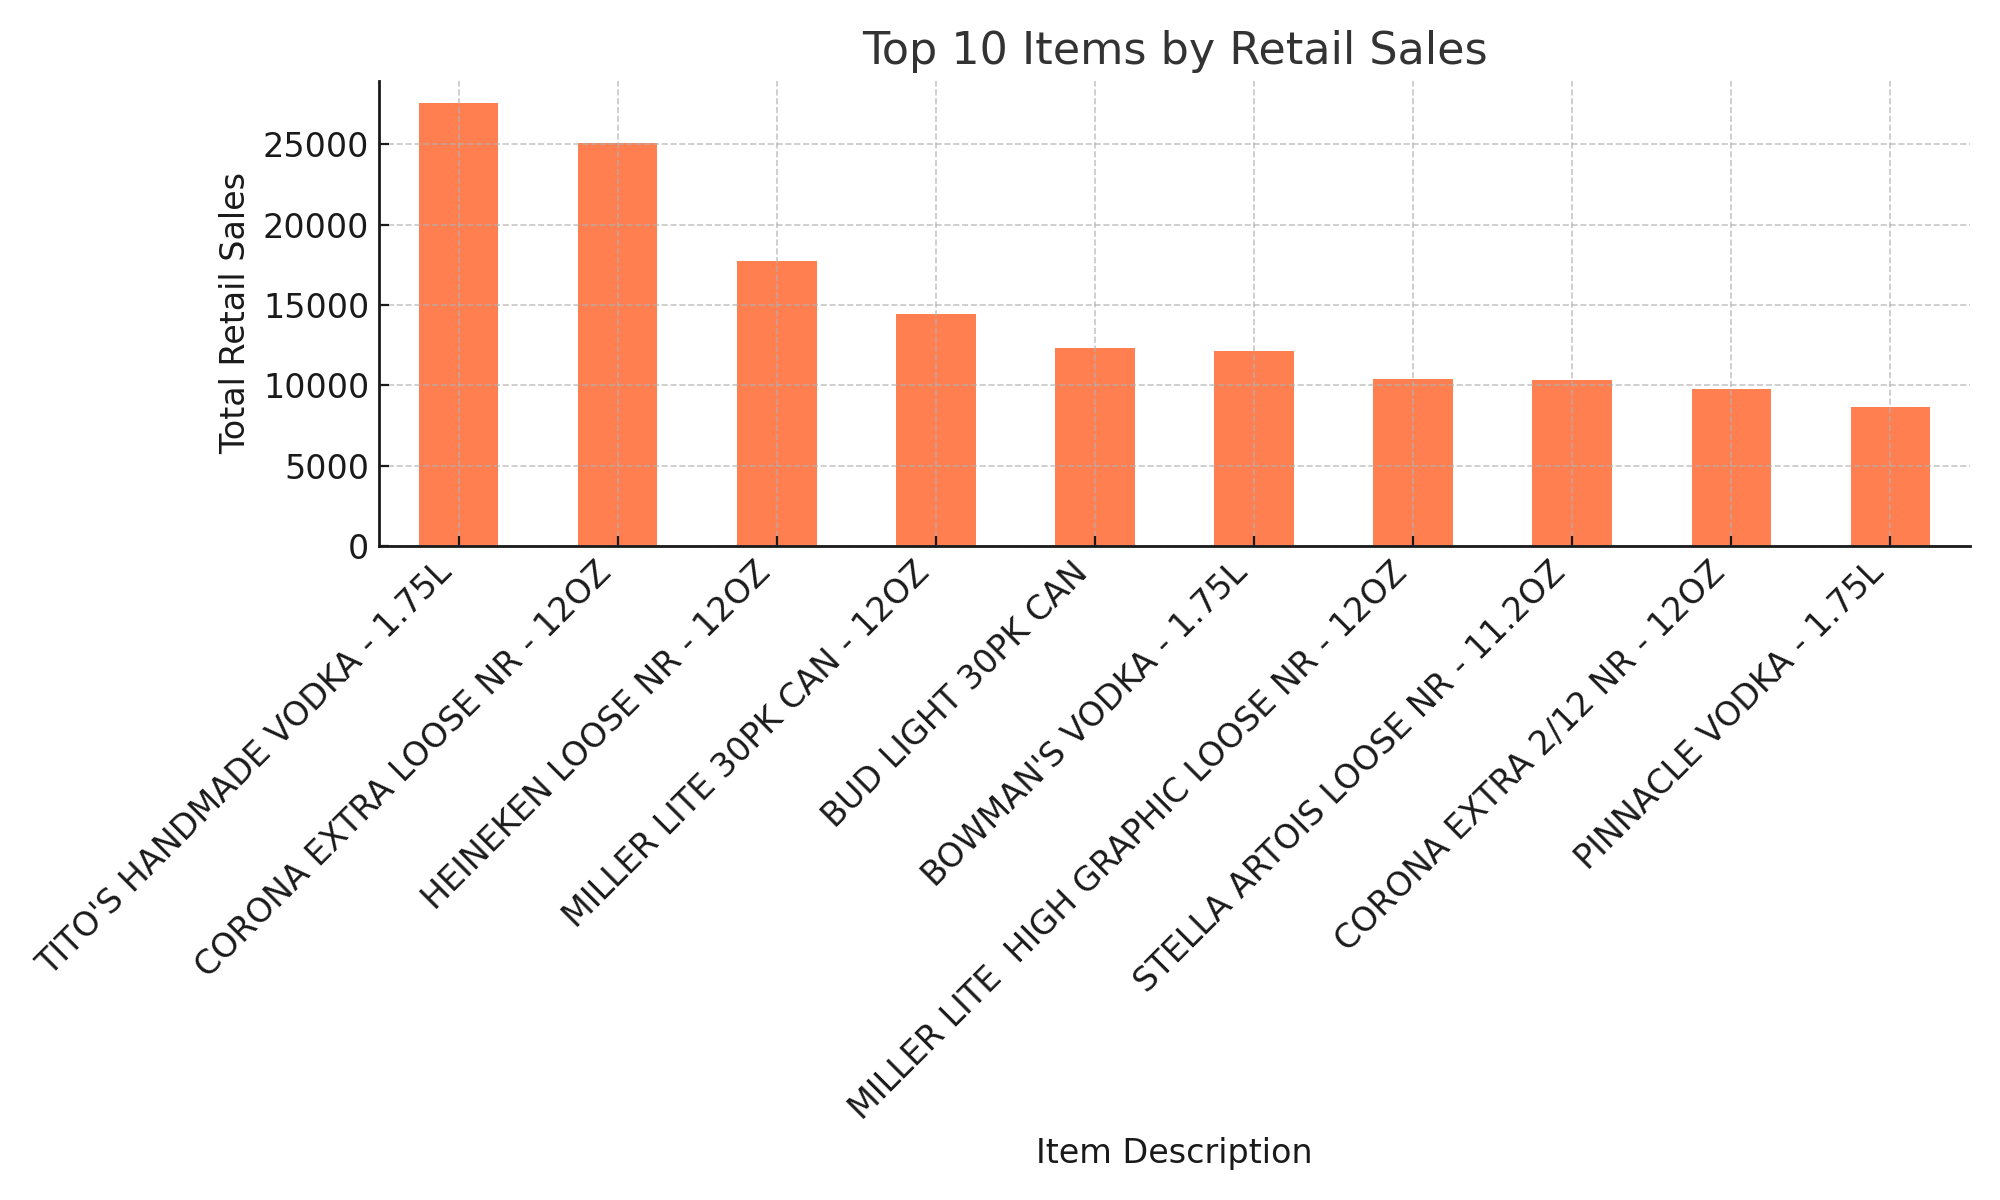 Top 10 Items by Retail Sales
Total Retail Sales
25000
20000
15000
10000
5000
0
TITO'S HANDMADE VODKA - 1.75L
CORONA EXTRA LOOSE NR - 12OZ
HEINEKEN LOOSE NR - 12OZ
MILLER LITE 30PK CAN - 12OZ
BUD LIGHT 30PK CAN
BOWMAN'S VODKA - 1.75L
MILLER LITE  HIGH GRAPHIC LOOSE NR - 12OZ
STELLA ARTOIS LOOSE NR - 11.2OZ
CORONA EXTRA 2/12 NR - 12OZ
PINNACLE VODKA - 1.75L
Item Description